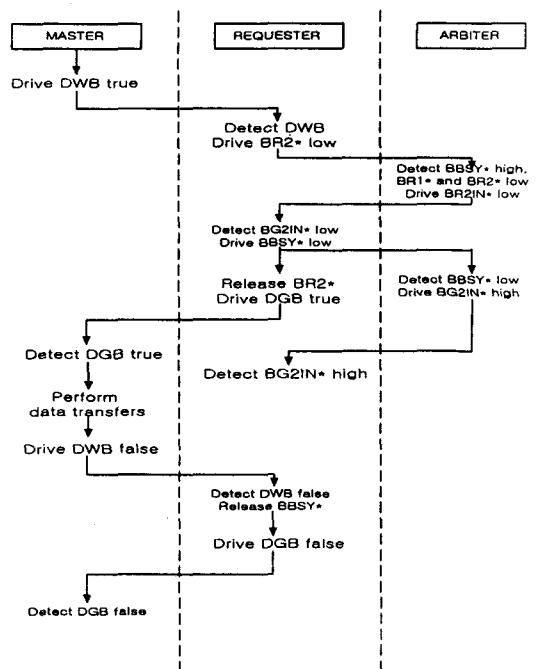 MASTER
REQUESTER
ARBITER
Drive DWB true
Detect DWB
Drive BR2* low
Detect BBSY* high,
BR1* and BR2* low
Drive BR2IN* low
Detect BG2IN* low
Drive BBSY* low
Release BR2*
Drive DGB true
Detect BBSY* low
Drive BG2IN* high
Detect DGB true
Detect BG2IN* high
Perform
data transfers
Drive DWB false
Detect DWB false
Release BBSY*
Drive DGB false
Detect DGB false